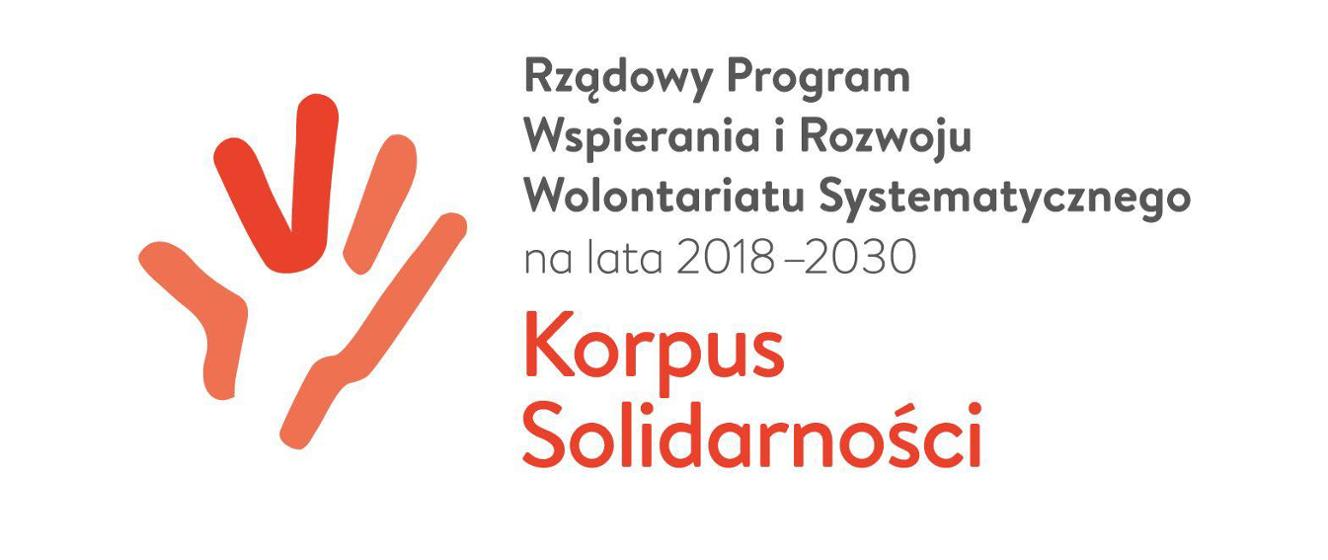 Rządowy Program
Wspierania i Rozwoju
Wolontariatu Systematycznego
na lata 2018–2030
Korpus
Solidarności